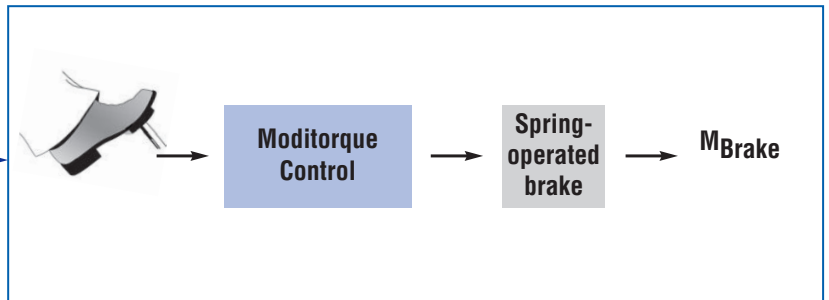 Moditorque
Control
Spring-
operated
brake
MBrake